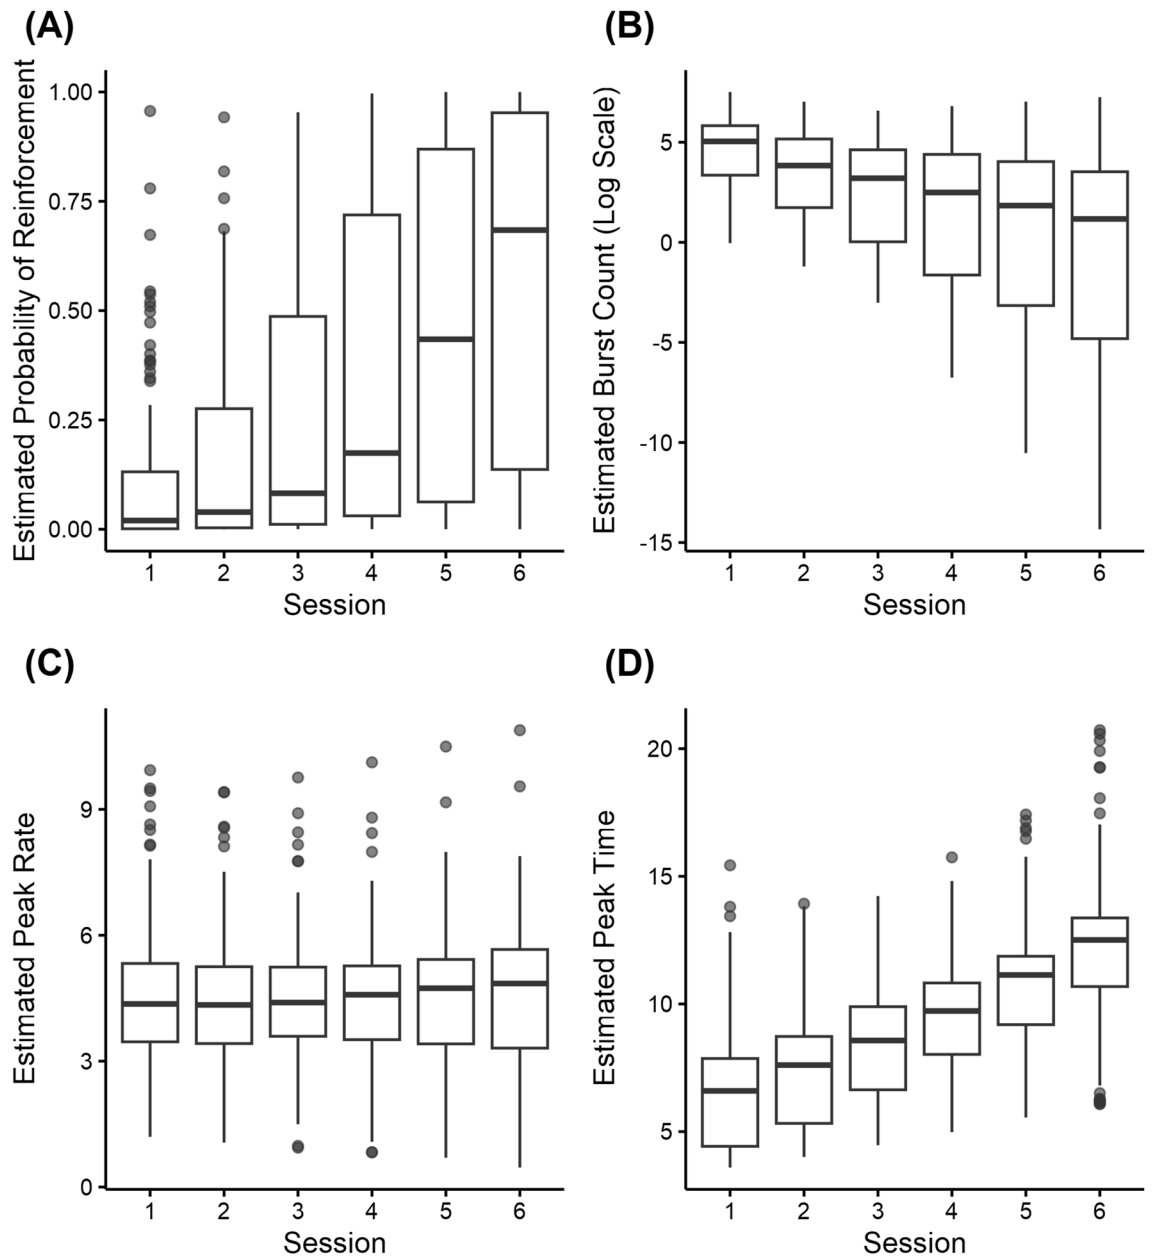 (A)
Estimated Probability of Reinforcement
1.00
0.75
0.50
0.25
0.00
1 2 3 4 5 6
Session
(B)
Estimated Burst Count (Log Scale)
5
0
-5
-10
-15
1 2 3 4 5 6
Session
(C)
Estimated Peak Rate
9
6
3
0
1 2 3 4 5 6
Session
(D)
Estimated Peak Time
20
15
10
5
1 2 3 4 5 6
Session